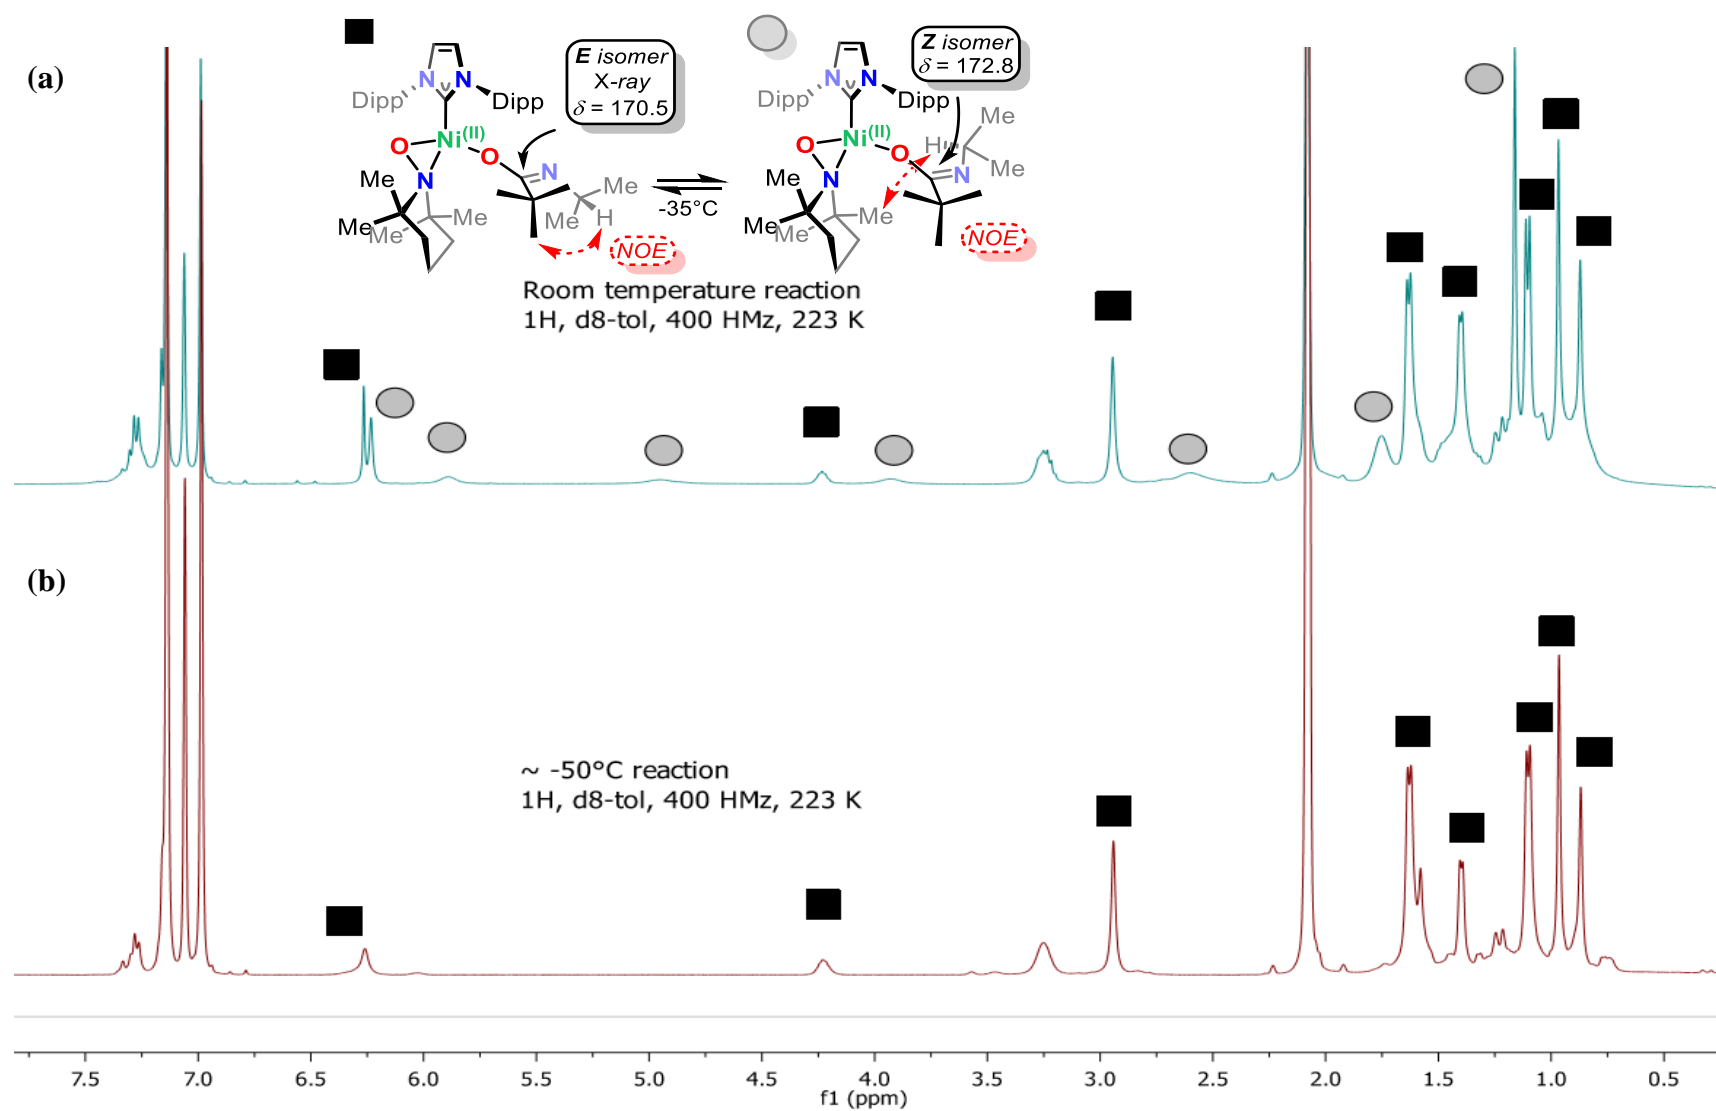 (a)
E isomer
X-ray
δ = 170.5
Z isomer
δ = 172.8
N N
Dipp Dipp
O Ni(II) O
N N
Me
Me Me
Me
Me
Me H
NOE
-35°C
N N
Dipp Dipp
Me
H
Me
O Ni(II) O
N N
Me
Me Me
Me
NOE
Room temperature reaction
1H, d8-tol, 400 HMz, 223 K
(b)
~ -50°C reaction
1H, d8-tol, 400 HMz, 223 K
7.5 7.0 6.5 6.0 5.5 5.0 4.5 4.0 3.5 3.0 2.5 2.0 1.5 1.0 0.5
f1 (ppm)